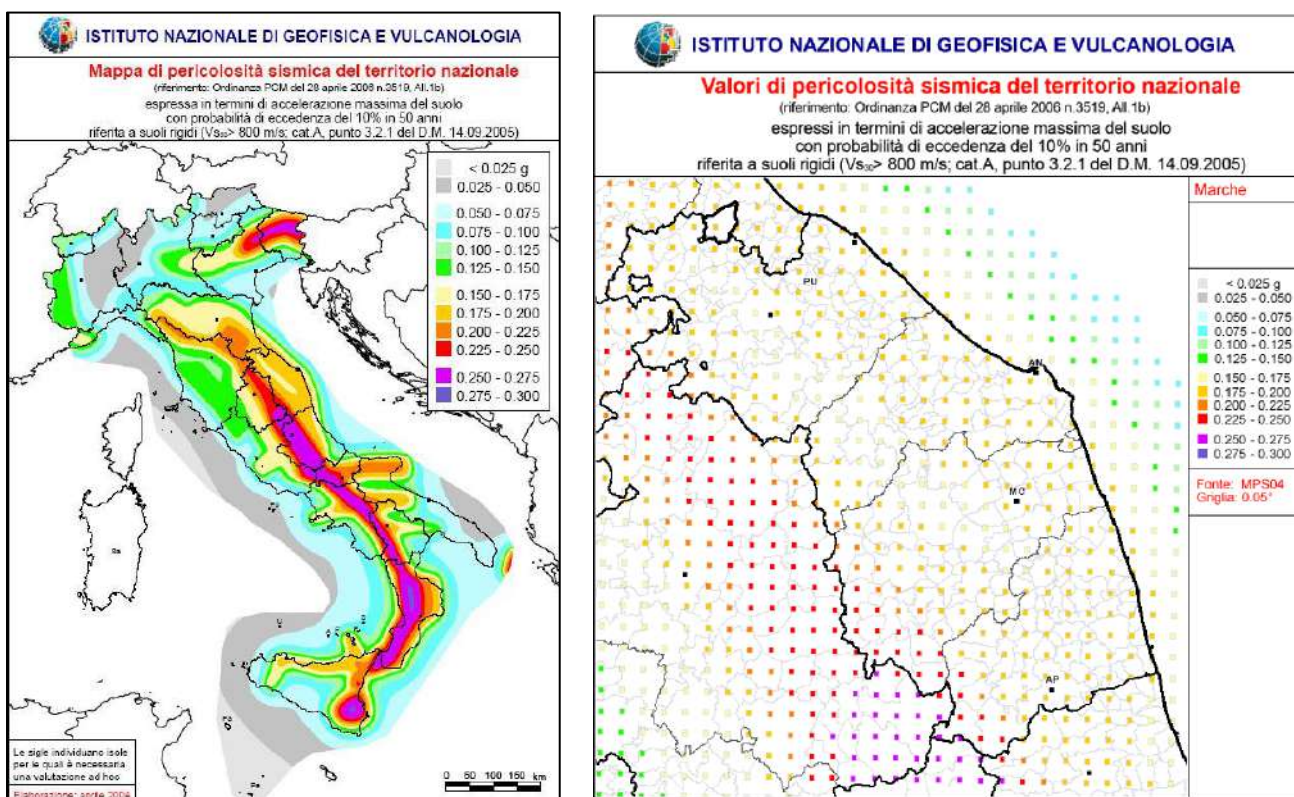 ISTITUTO NAZIONALE DI GEOFISICA E VULCANOLOGIA
Mappa di pericolosità sismica del territorio nazionale
(riferimento: Ordinanza PCM del 28 aprile 2006 n.3519, All.1b)
espressa in termini di accelerazione massima del suolo
con probabilità di eccedenza del 10% in 50 anni
riferita a suoli rigidi (Vs₃₀> 800 m/s; cat.A, punto 3.2.1 del D.M. 14.09.2005)
< 0.025 g
0.025 - 0.050
0.050 - 0.075
0.075 - 0.100
0.100 - 0.125
0.125 - 0.150
0.150 - 0.175
0.175 - 0.200
0.200 - 0.225
0.225 - 0.250
0.250 - 0.275
0.275 - 0.300
Le sigle individuano isole
per le quali è necessaria
una valutazione ad hoc
Elaborazione: aprile 2004
0 50 100 150 km
ISTITUTO NAZIONALE DI GEOFISICA E VULCANOLOGIA
Valori di pericolosità sismica del territorio nazionale
(riferimento: Ordinanza PCM del 28 aprile 2006 n.3519, All.1b)
espressi in termini di accelerazione massima del suolo
con probabilità di eccedenza del 10% in 50 anni
riferita a suoli rigidi (Vs₃₀> 800 m/s; cat.A, punto 3.2.1 del D.M. 14.09.2005)
Marche
< 0.025 g
0.025 - 0.050
0.050 - 0.075
0.075 - 0.100
0.100 - 0.125
0.125 - 0.150
0.150 - 0.175
0.175 - 0.200
0.200 - 0.225
0.225 - 0.250
0.250 - 0.275
0.275 - 0.300
Fonte: MPS04
Griglia: 0.05°
PU
AN
MC
AP